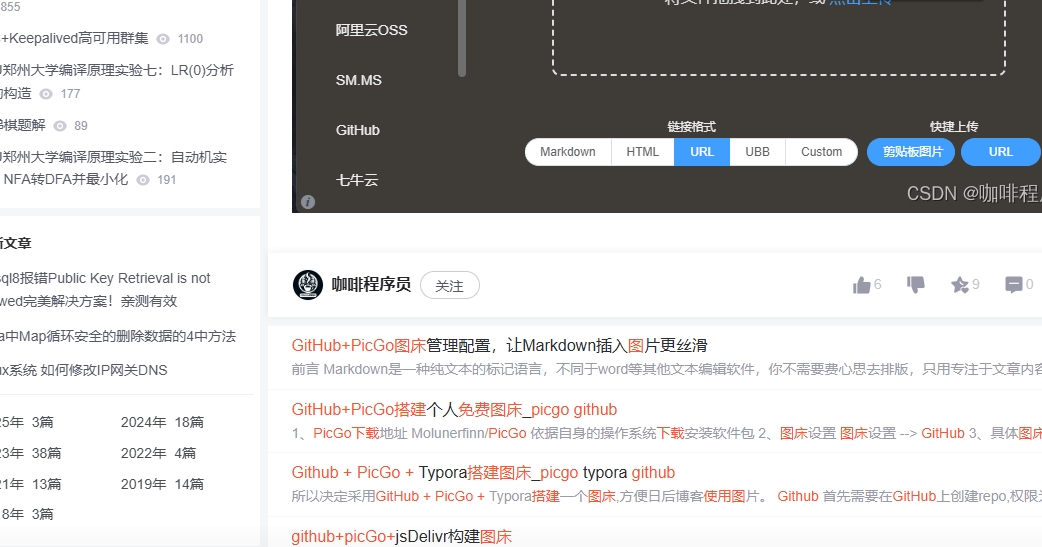 855
+Keepalived高可用群集 1100
郑州大学编译原理实验七：LR(0)分析
构造 177
棋题解 89
郑州大学编译原理实验二：自动机实
NFA转DFA并最小化 191
文章
sql8报错Public Key Retrieval is not
wed完美解决方案！亲测有效
a中Map循环安全的删除数据的4中方法
ux系统 如何修改IP网关DNS
25年 3篇 2024年 18篇
23年 38篇 2022年 4篇
21年 13篇 2019年 14篇
18年 3篇
点击上传
阿里云OSS
SM.MS
GitHub
七牛云
链接格式 快捷上传
Markdown HTML URL UBB Custom 剪贴板图片 URL
CSDN @咖啡程
咖啡程序员 关注 6 9 0
GitHub+PicGo图床管理配置，让Markdown插入图片更丝滑
前言 Markdown是一种纯文本的标记语言，不同于word等其他文本编辑软件，你不需要费心思去排版，只用专注于文章内容
GitHub+PicGo搭建个人免费图床_picgo github
1、PicGo下载地址 Molunerfinn/PicGo 依据自身的操作系统下载安装软件包 2、图床设置 图床设置 --> GitHub 3、具体图床
Github + PicGo + Typora搭建图床_picgo typora github
所以决定采用GitHub + PicGo + Typora搭建一个图床,方便日后博客使用图片。 Github 首先需要在GitHub上创建repo,权限
github+picGo+jsDelivr构建图床